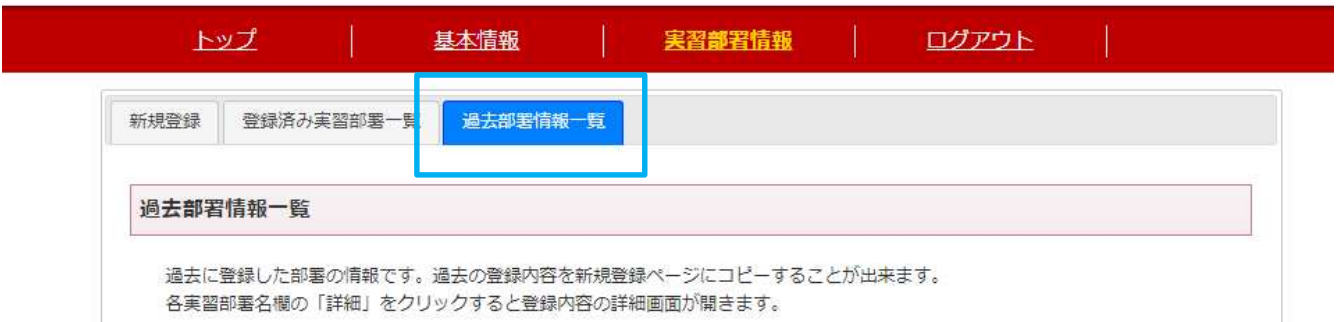 トップ 基本情報 実習部署情報 ログアウト
新規登録 登録済み実習部署一覧 過去部署情報一覧
過去部署情報一覧
過去に登録した部署の情報です。過去の登録内容を新規登録ページにコピーすることが出来ます。
各実習部署名欄の「詳細」をクリックすると登録内容の詳細画面が開きます。